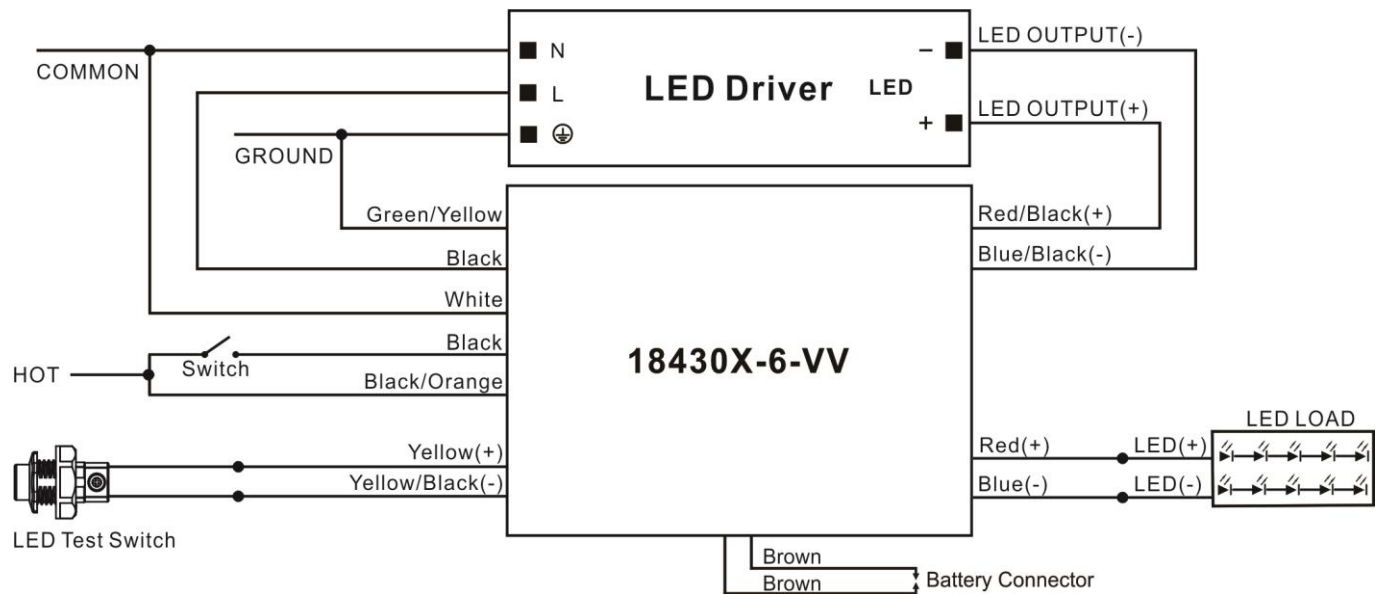 COMMON
N
L
GROUND
LED Driver
LED
−
+
LED OUTPUT(-)
LED OUTPUT(+)
Green/Yellow
Black
White
Black
Switch
HOT
Black/Orange
Yellow(+)
Yellow/Black(-)
LED Test Switch
18430X-6-VV
Red/Black(+)
Blue/Black(-)
LED LOAD
Red(+)
LED(+)
Blue(-)
LED(-)
Brown
Brown
Battery Connector